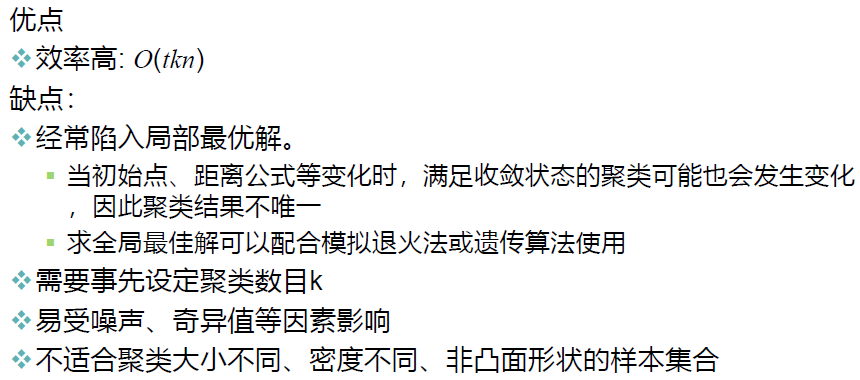 优点
效率高: O(tkn)
缺点：
经常陷入局部最优解。
当初始点、距离公式等变化时，满足收敛状态的聚类可能也会发生变化
，因此聚类结果不唯一
求全局最佳解可以配合模拟退火法或遗传算法使用
需要事先设定聚类数目k
易受噪声、奇异值等因素影响
不适合聚类大小不同、密度不同、非凸面形状的样本集合